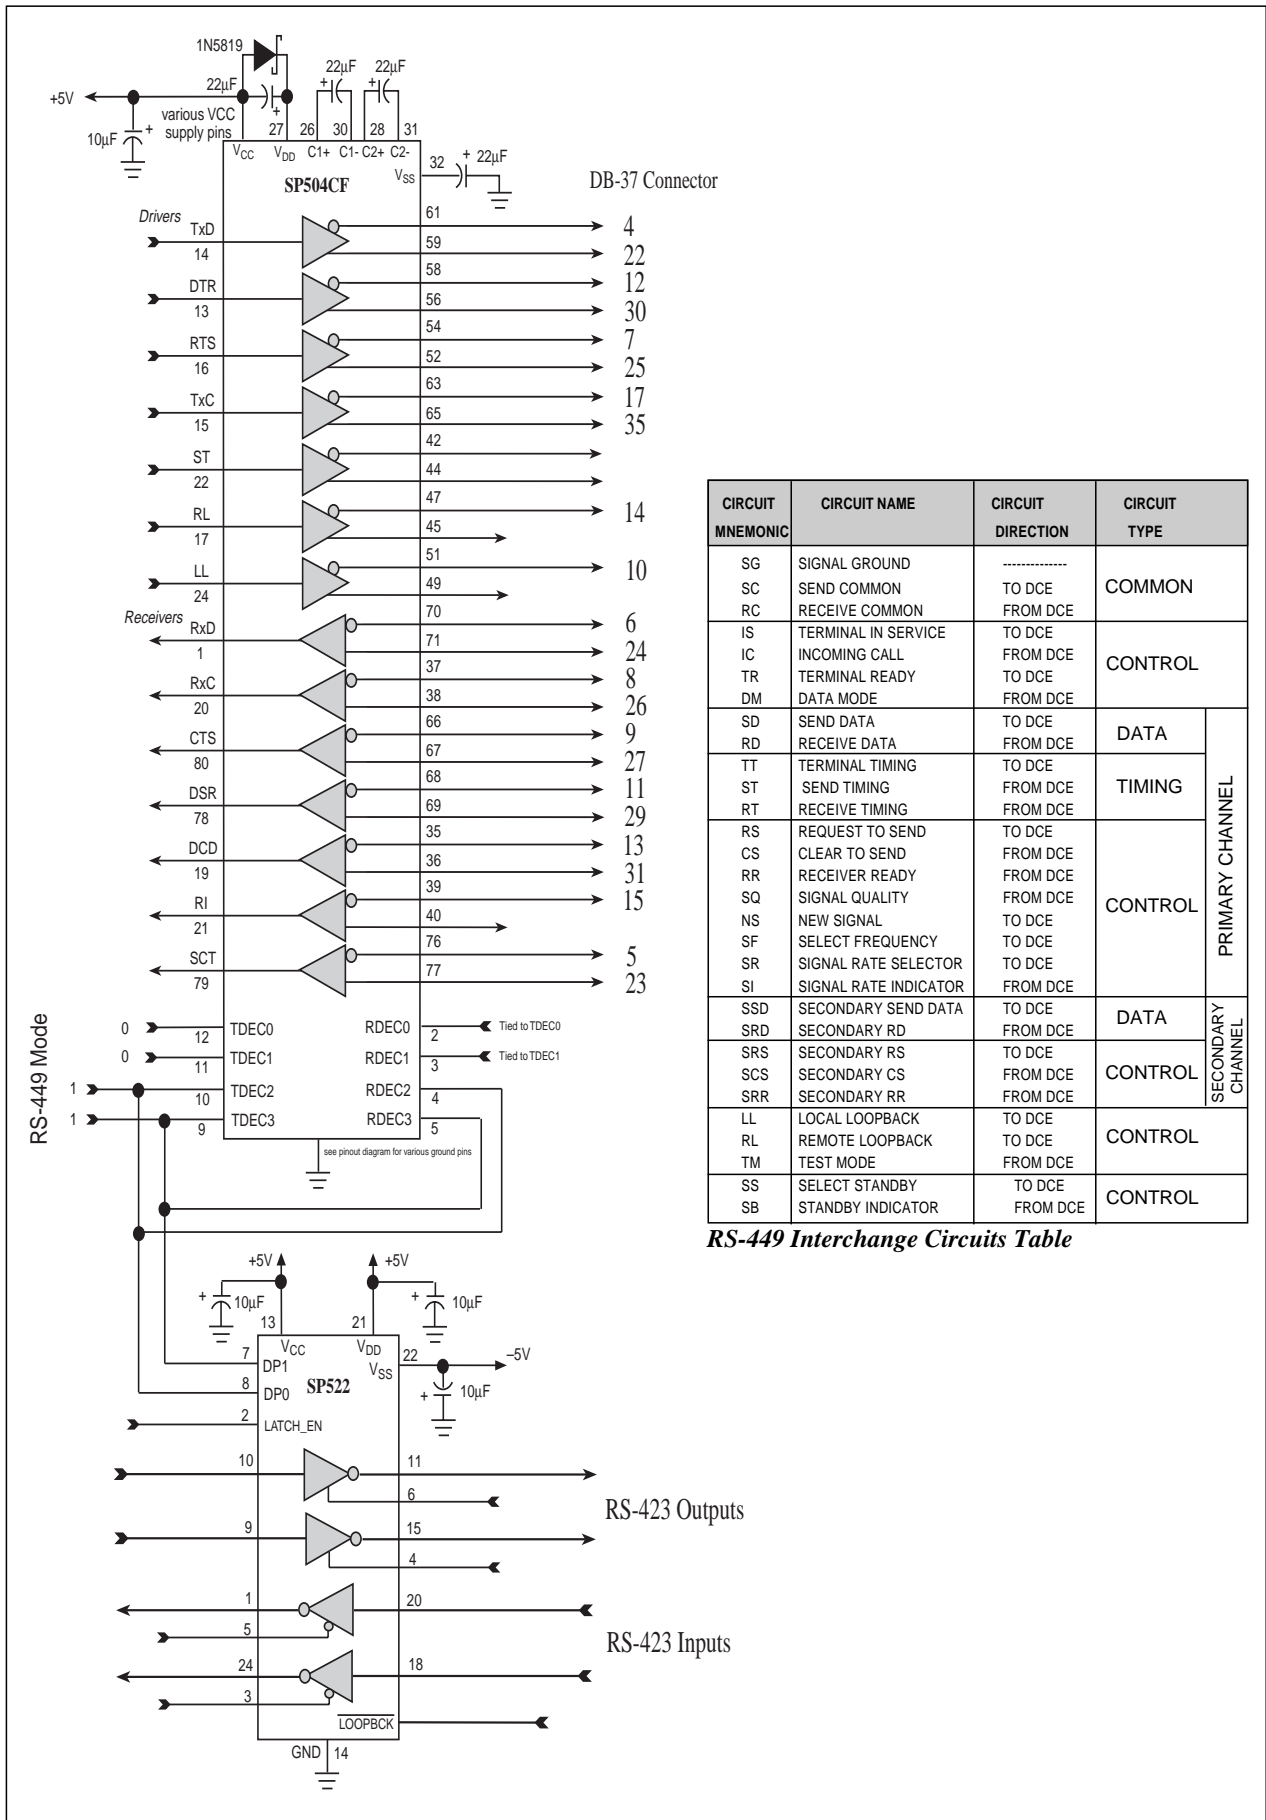 1N5819
22µF
22µF
22µF
+5V
+
+
+
various VCC
supply pins
10µF
+
27
26
30
28
31
VCC
VDD
C1+
C1-
C2+
C2-
SP504CF
VSS
32
+
22µF
DB-37 Connector
Drivers
TxD
14
61
4
59
22
DTR
13
58
12
56
30
RTS
16
54
7
52
25
TxC
15
63
17
65
35
ST
22
42
44
RL
17
47
14
45
LL
24
51
10
49
Receivers
RxD
1
70
6
71
24
RxC
20
37
8
38
26
CTS
80
66
9
67
27
DSR
78
68
11
69
29
DCD
19
35
13
36
31
RI
21
39
15
40
SCT
79
76
5
77
23
RS-449 Mode
0
12
TDEC0
RDEC0
2
Tied to TDEC0
0
11
TDEC1
RDEC1
3
Tied to TDEC1
1
10
TDEC2
RDEC2
4
1
9
TDEC3
RDEC3
5
see pinout diagram for various ground pins
+5V
+5V
+
10µF
+
10µF
13
21
VCC
VDD
7
DP1
VSS
22
–5V
8
DP0
SP522
+
10µF
2
LATCH_EN
10
11
6
RS-423 Outputs
9
15
4
1
20
5
RS-423 Inputs
24
18
3
LOOPBCK
GND
14
CIRCUIT MNEMONIC CIRCUIT NAME CIRCUIT DIRECTION CIRCUIT TYPE
SG SIGNAL GROUND --------------
SC SEND COMMON TO DCE COMMON
RC RECEIVE COMMON FROM DCE
IS TERMINAL IN SERVICE TO DCE
IC INCOMING CALL FROM DCE CONTROL
TR TERMINAL READY TO DCE
DM DATA MODE FROM DCE
SD SEND DATA TO DCE DATA
RD RECEIVE DATA FROM DCE
TT TERMINAL TIMING TO DCE
ST SEND TIMING FROM DCE TIMING
RT RECEIVE TIMING FROM DCE
RS REQUEST TO SEND TO DCE
CS CLEAR TO SEND FROM DCE
RR RECEIVER READY FROM DCE
SQ SIGNAL QUALITY FROM DCE CONTROL
NS NEW SIGNAL TO DCE
SF SELECT FREQUENCY TO DCE
SR SIGNAL RATE SELECTOR TO DCE
SI SIGNAL RATE INDICATOR FROM DCE
PRIMARY CHANNEL
SSD SECONDARY SEND DATA TO DCE DATA
SRD SECONDARY RD FROM DCE
SRS SECONDARY RS TO DCE
SCS SECONDARY CS FROM DCE CONTROL
SRR SECONDARY RR FROM DCE
SECONDARY
CHANNEL
LL LOCAL LOOPBACK TO DCE
RL REMOTE LOOPBACK TO DCE CONTROL
TM TEST MODE FROM DCE
SS SELECT STANDBY TO DCE CONTROL
SB STANDBY INDICATOR FROM DCE
RS-449 Interchange Circuits Table